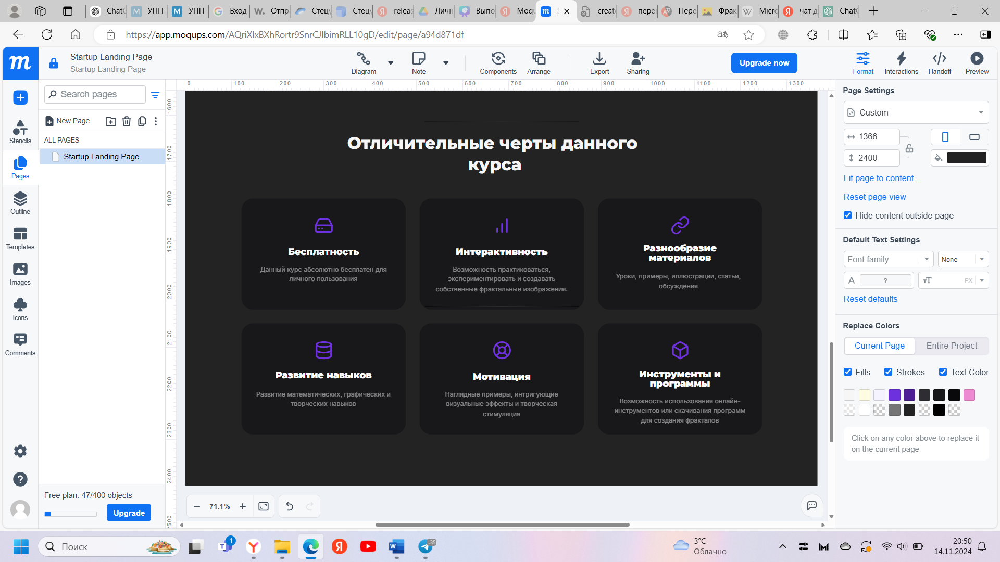 ChatG
УПП-
УПП-
Вход
Отпр
Стец
Стец
releas
Личн
Выпо
Moqu
S
creat
пере
Пере
Фрак
Micro
чат д
ChatG
https://app.moqups.com/AQriXlxBXhRortr9SnrCJIbimRLL10gD/edit/page/a94d871df
m
Startup Landing Page
Startup Landing Page
Diagram
Note
Components
Arrange
Export
Sharing
Upgrade now
Format
Interactions
Handoff
Preview
Search pages
New Page
ALL PAGES
Startup Landing Page
Stencils
Pages
Outline
Templates
Images
Icons
Comments
Free plan: 47/400 objects
Upgrade
0 100 200 300 400 500 600 700 800 900 1000 1100 1200 1300
1600 1700 1800 1900 2000 2100 2200 2300 2400 2500
Отличительные черты данного
курса
Бесплатность
Данный курс абсолютно бесплатен для
личного пользования
Интерактивность
Возможность практиковаться,
экспериментировать и создавать
собственные фрактальные изображения.
Разнообразие
материалов
Уроки, примеры, иллюстрации, статьи,
обсуждения
Развитие навыков
Развитие математических, графических и
творческих навыков
Мотивация
Наглядные примеры, интригующие
визуальные эффекты и творческая
стимуляция
Инструменты и
программы
Возможность использования онлайн-
инструментов или скачивания программ
для создания фракталов
71.1%
Page Settings
Custom
1366
2400
Fit page to content...
Reset page view
Hide content outside page
Default Text Settings
Font family
None
?
PX
Reset defaults
Replace Colors
Current Page
Entire Project
Fills
Strokes
Text Color
Click on any color above to replace it
on the current page
Поиск
1
35
3°C
Облачно
20:50
14.11.2024